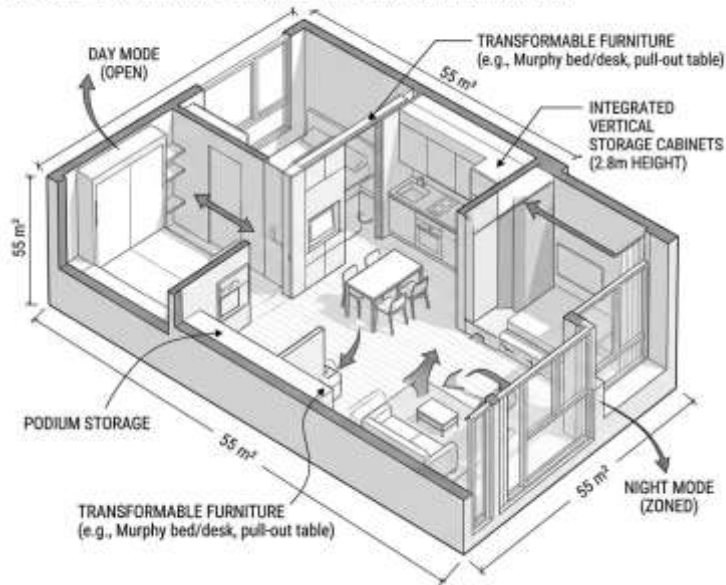 DAY MODE
(OPEN)
55 m²
TRANSFORMABLE FURNITURE
(e.g., Murphy bed/desk, pull-out table)
INTEGRATED
VERTICAL
STORAGE CABINETS
(2.8m HEIGHT)
55 m²
PODIUM STORAGE
55 m²
55 m²
NIGHT MODE
(ZONED)
TRANSFORMABLE FURNITURE
(e.g., Murphy bed/desk, pull-out table)